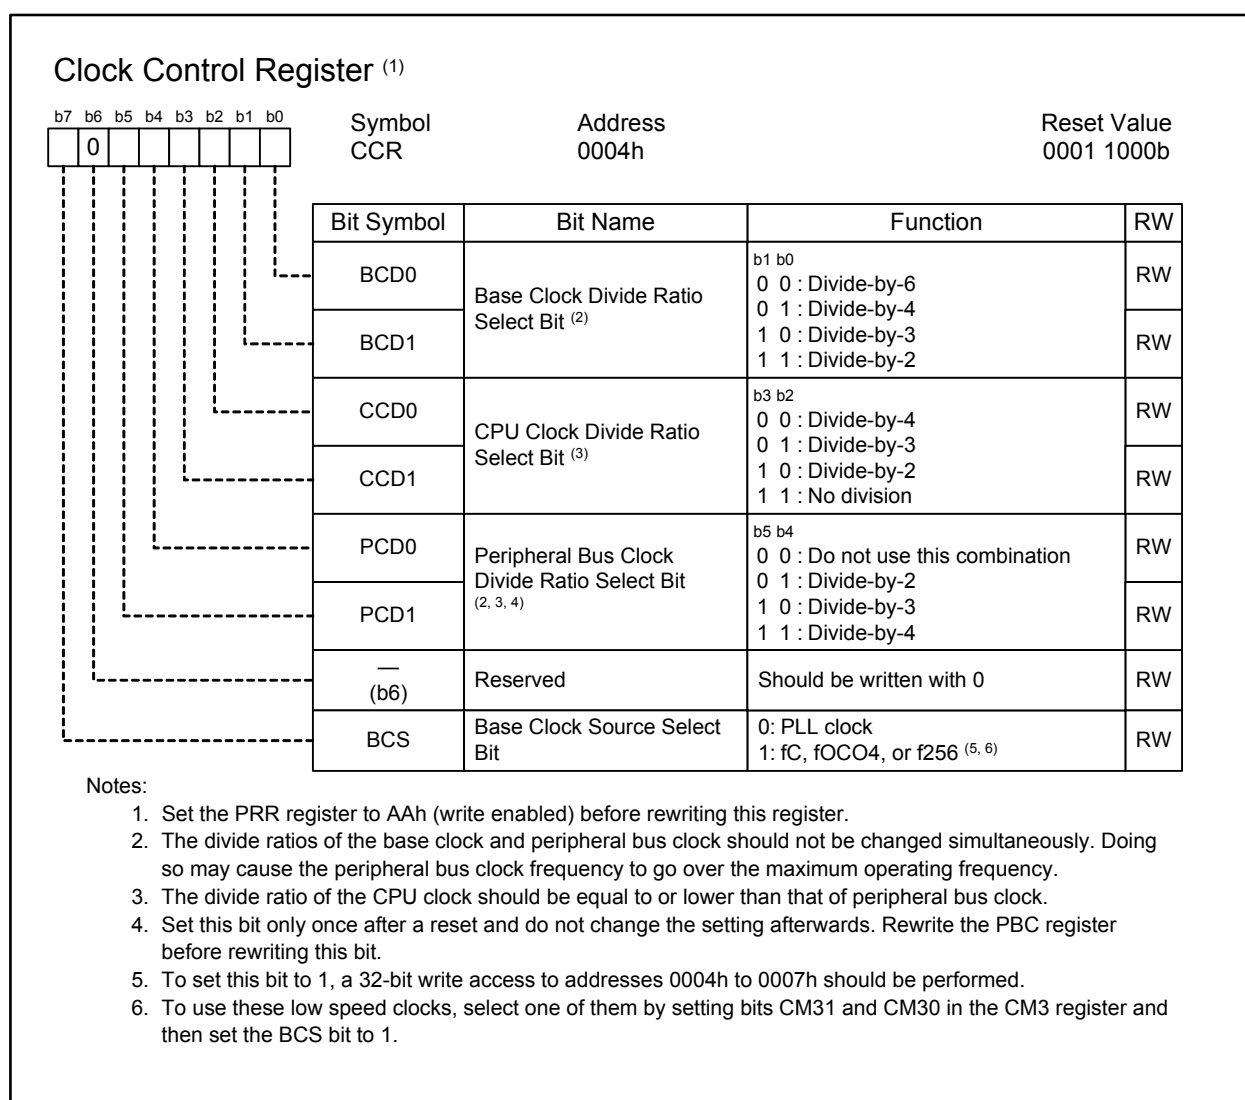 Clock Control Register (1)
b7 b6 b5 b4 b3 b2 b1 b0
0
Symbol Address Reset Value
CCR 0004h 0001 1000b
Bit Symbol Bit Name Function RW
BCD0
BCD1
Base Clock Divide Ratio
Select Bit (2)
b1 b0
0 0 : Divide-by-6
0 1 : Divide-by-4
1 0 : Divide-by-3
1 1 : Divide-by-2
RW
RW
CCD0
CCD1
CPU Clock Divide Ratio
Select Bit (3)
b3 b2
0 0 : Divide-by-4
0 1 : Divide-by-3
1 0 : Divide-by-2
1 1 : No division
RW
RW
PCD0
PCD1
Peripheral Bus Clock
Divide Ratio Select Bit
(2, 3, 4)
b5 b4
0 0 : Do not use this combination
0 1 : Divide-by-2
1 0 : Divide-by-3
1 1 : Divide-by-4
RW
RW
—
(b6)
Reserved
Should be written with 0
RW
BCS
Base Clock Source Select
Bit
0: PLL clock
1: fC, fOCO4, or f256 (5, 6)
RW
Notes:
1. Set the PRR register to AAh (write enabled) before rewriting this register.
2. The divide ratios of the base clock and peripheral bus clock should not be changed simultaneously. Doing
so may cause the peripheral bus clock frequency to go over the maximum operating frequency.
3. The divide ratio of the CPU clock should be equal to or lower than that of peripheral bus clock.
4. Set this bit only once after a reset and do not change the setting afterwards. Rewrite the PBC register
before rewriting this bit.
5. To set this bit to 1, a 32-bit write access to addresses 0004h to 0007h should be performed.
6. To use these low speed clocks, select one of them by setting bits CM31 and CM30 in the CM3 register and
then set the BCS bit to 1.